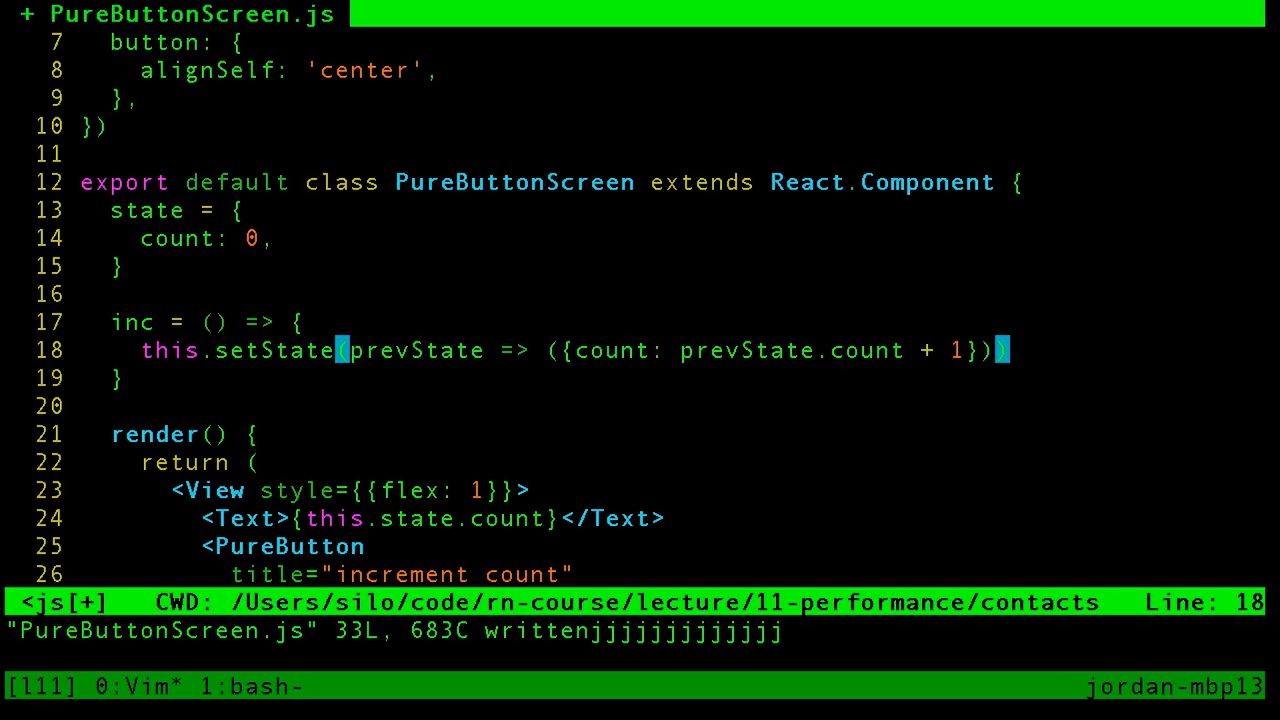 + PureButtonScreen.js
7   button: {
8     alignSelf: 'center',
9   },
10 })
11
12 export default class PureButtonScreen extends React.Component {
13   state = {
14     count: 0,
15   }
16
17   inc = () => {
18     this.setState(prevState => ({count: prevState.count + 1}))
19   }
20
21   render() {
22     return (
23       <View style={{flex: 1}}>
24         <Text>{this.state.count}</Text>
25         <PureButton
26           title="increment count"
<js[+]   CWD: /Users/silo/code/rn-course/lecture/11-performance/contacts   Line: 18
"PureButtonScreen.js" 33L, 683C writtenjjjjjjjjjjjjj
[l11] 0:Vim* 1:bash- jordan-mbp13